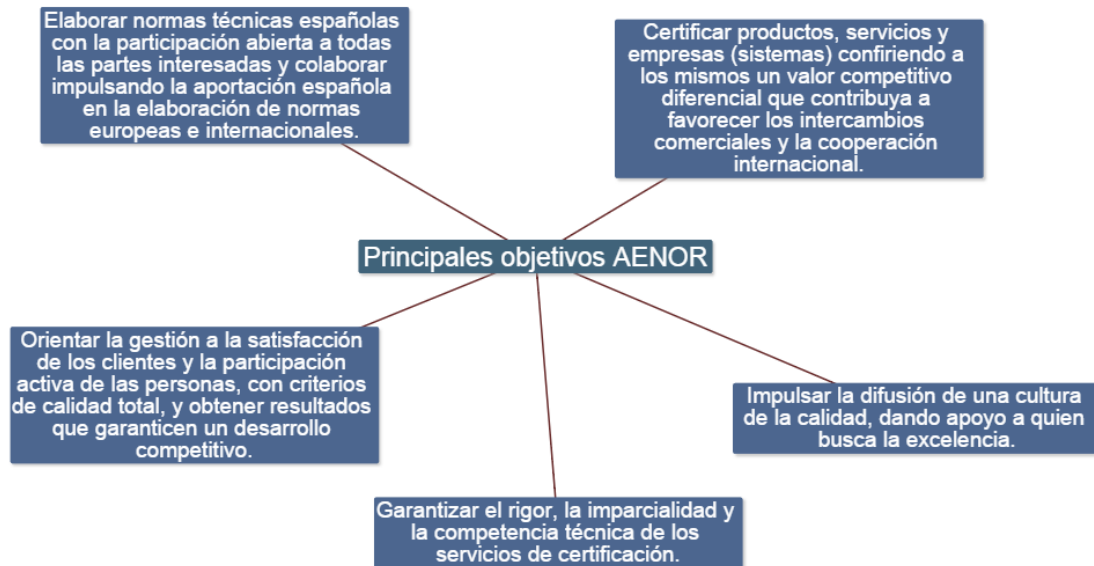 Elaborar normas técnicas españolas
con la participación abierta a todas
las partes interesadas y colaborar
impulsando la aportación española
en la elaboración de normas
europeas e internacionales.
Certificar productos, servicios y
empresas (sistemas) confiriendo a
los mismos un valor competitivo
diferencial que contribuya a
favorecer los intercambios
comerciales y la cooperación
internacional.
Principales objetivos AENOR
Orientar la gestión a la satisfacción
de los clientes y la participación
activa de las personas, con criterios
de calidad total, y obtener resultados
que garanticen un desarrollo
competitivo.
Impulsar la difusión de una cultura
de la calidad, dando apoyo a quien
busca la excelencia.
Garantizar el rigor, la imparcialidad y
la competencia técnica de los
servicios de certificación.